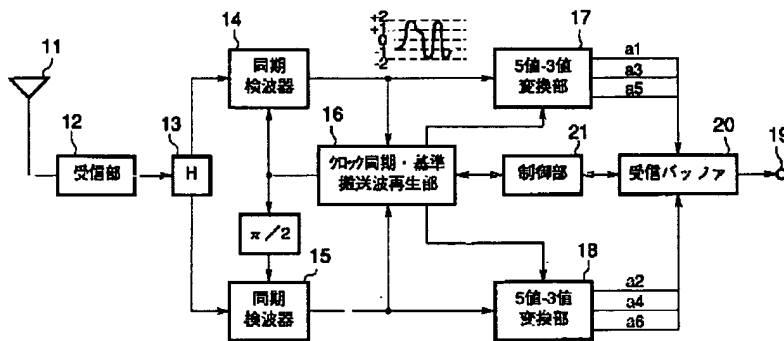 11
12
受信部
13
H
14
同期
検波器
+2
+1
0
-1
-2
16
クロック同期・基準
搬送波再生部
π/2
15
同期
検波器
17
5値-3値
変換部
a1
a3
a5
21
制御部
20
受信バッファ
19
18
5値-3値
変換部
a2
a4
a6